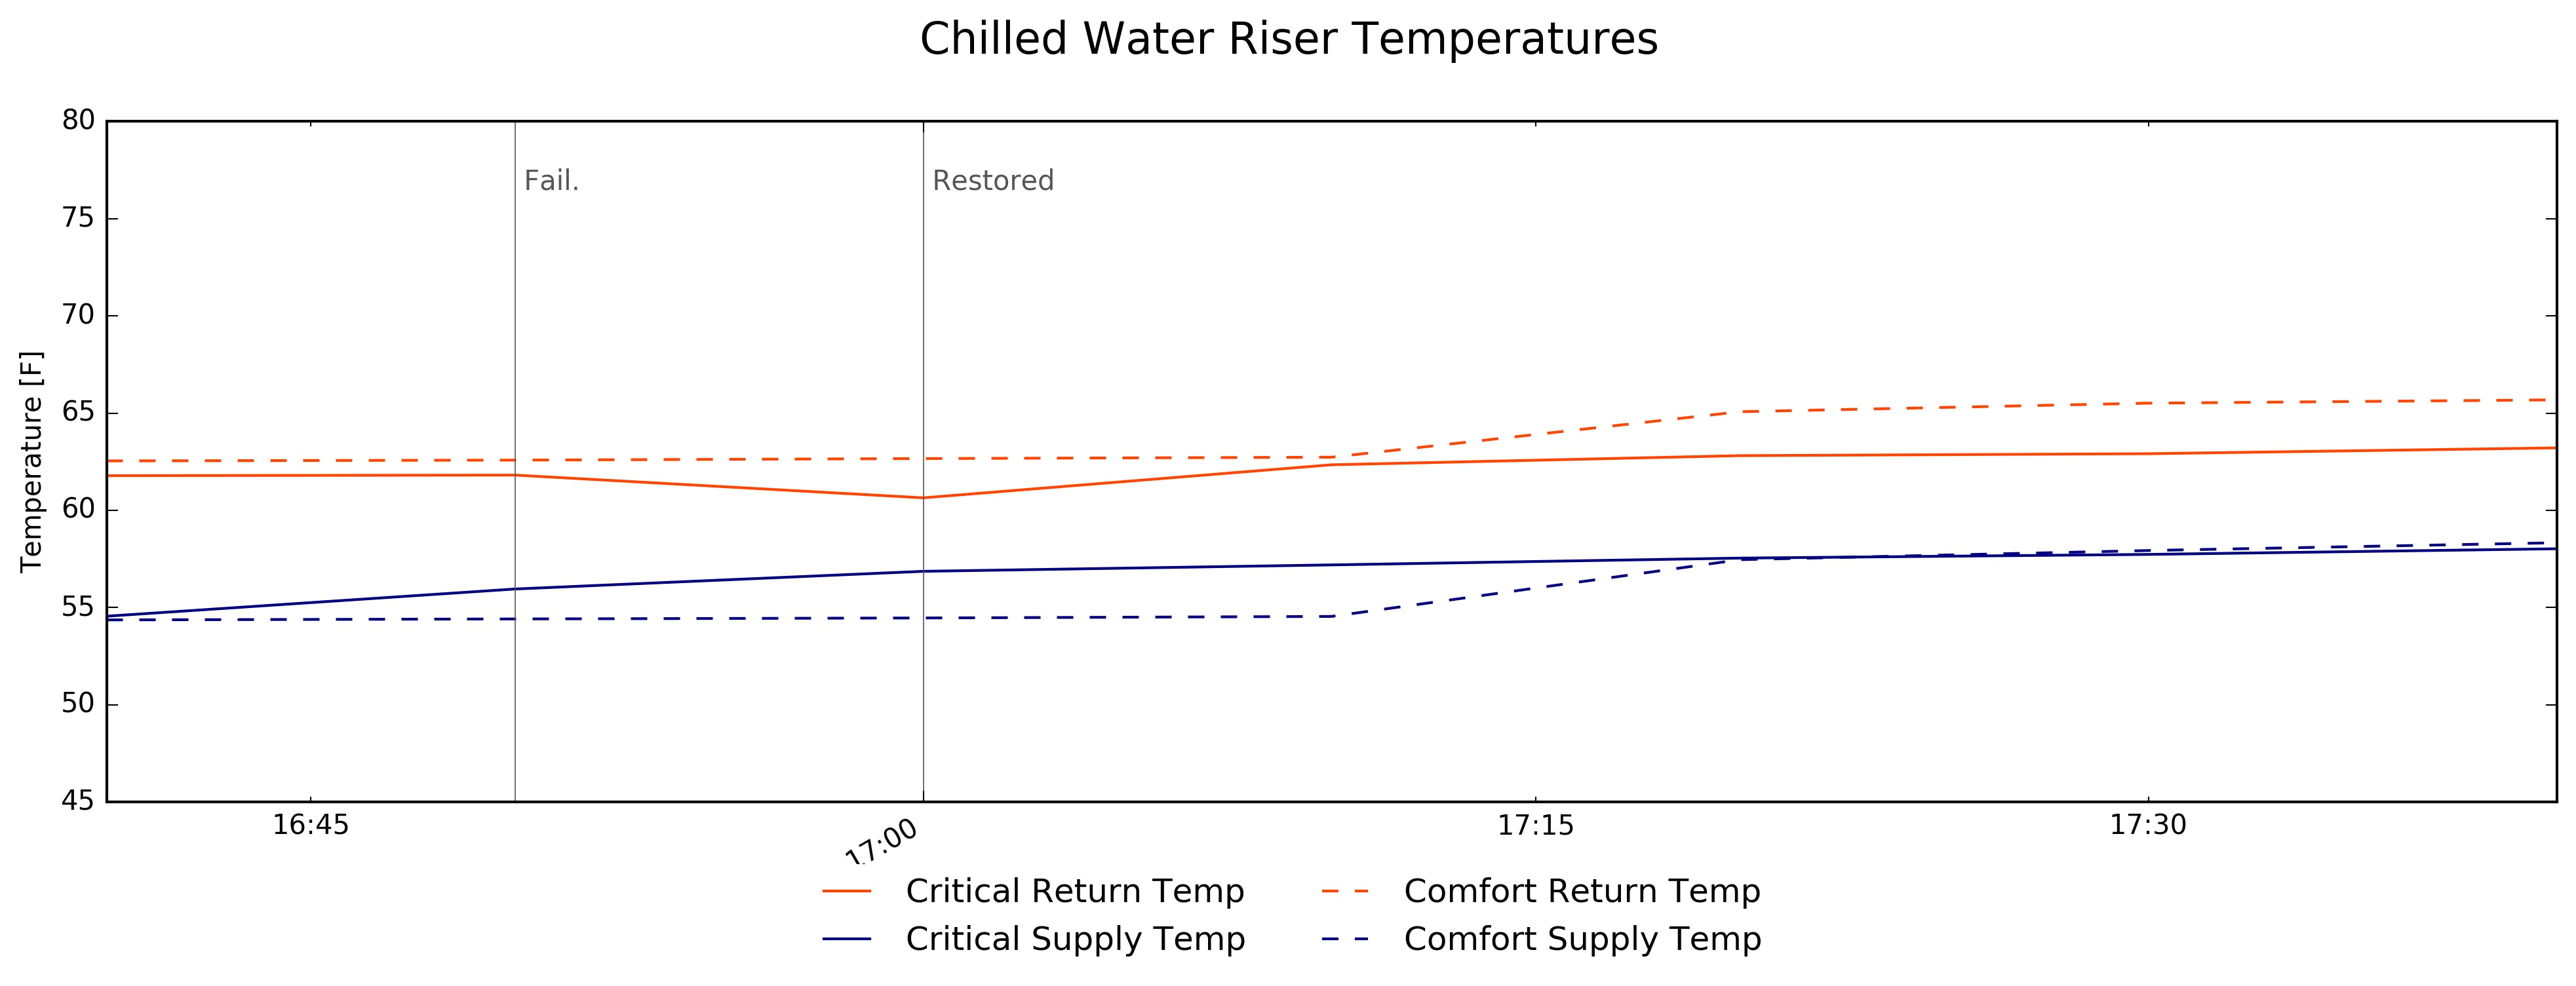 Chilled Water Riser Temperatures
80
75
70
65
60
55
50
45
Temperature [F]
Fail.
Restored
16:45
17:00
17:15
17:30
Critical Return Temp
Critical Supply Temp
Comfort Return Temp
Comfort Supply Temp